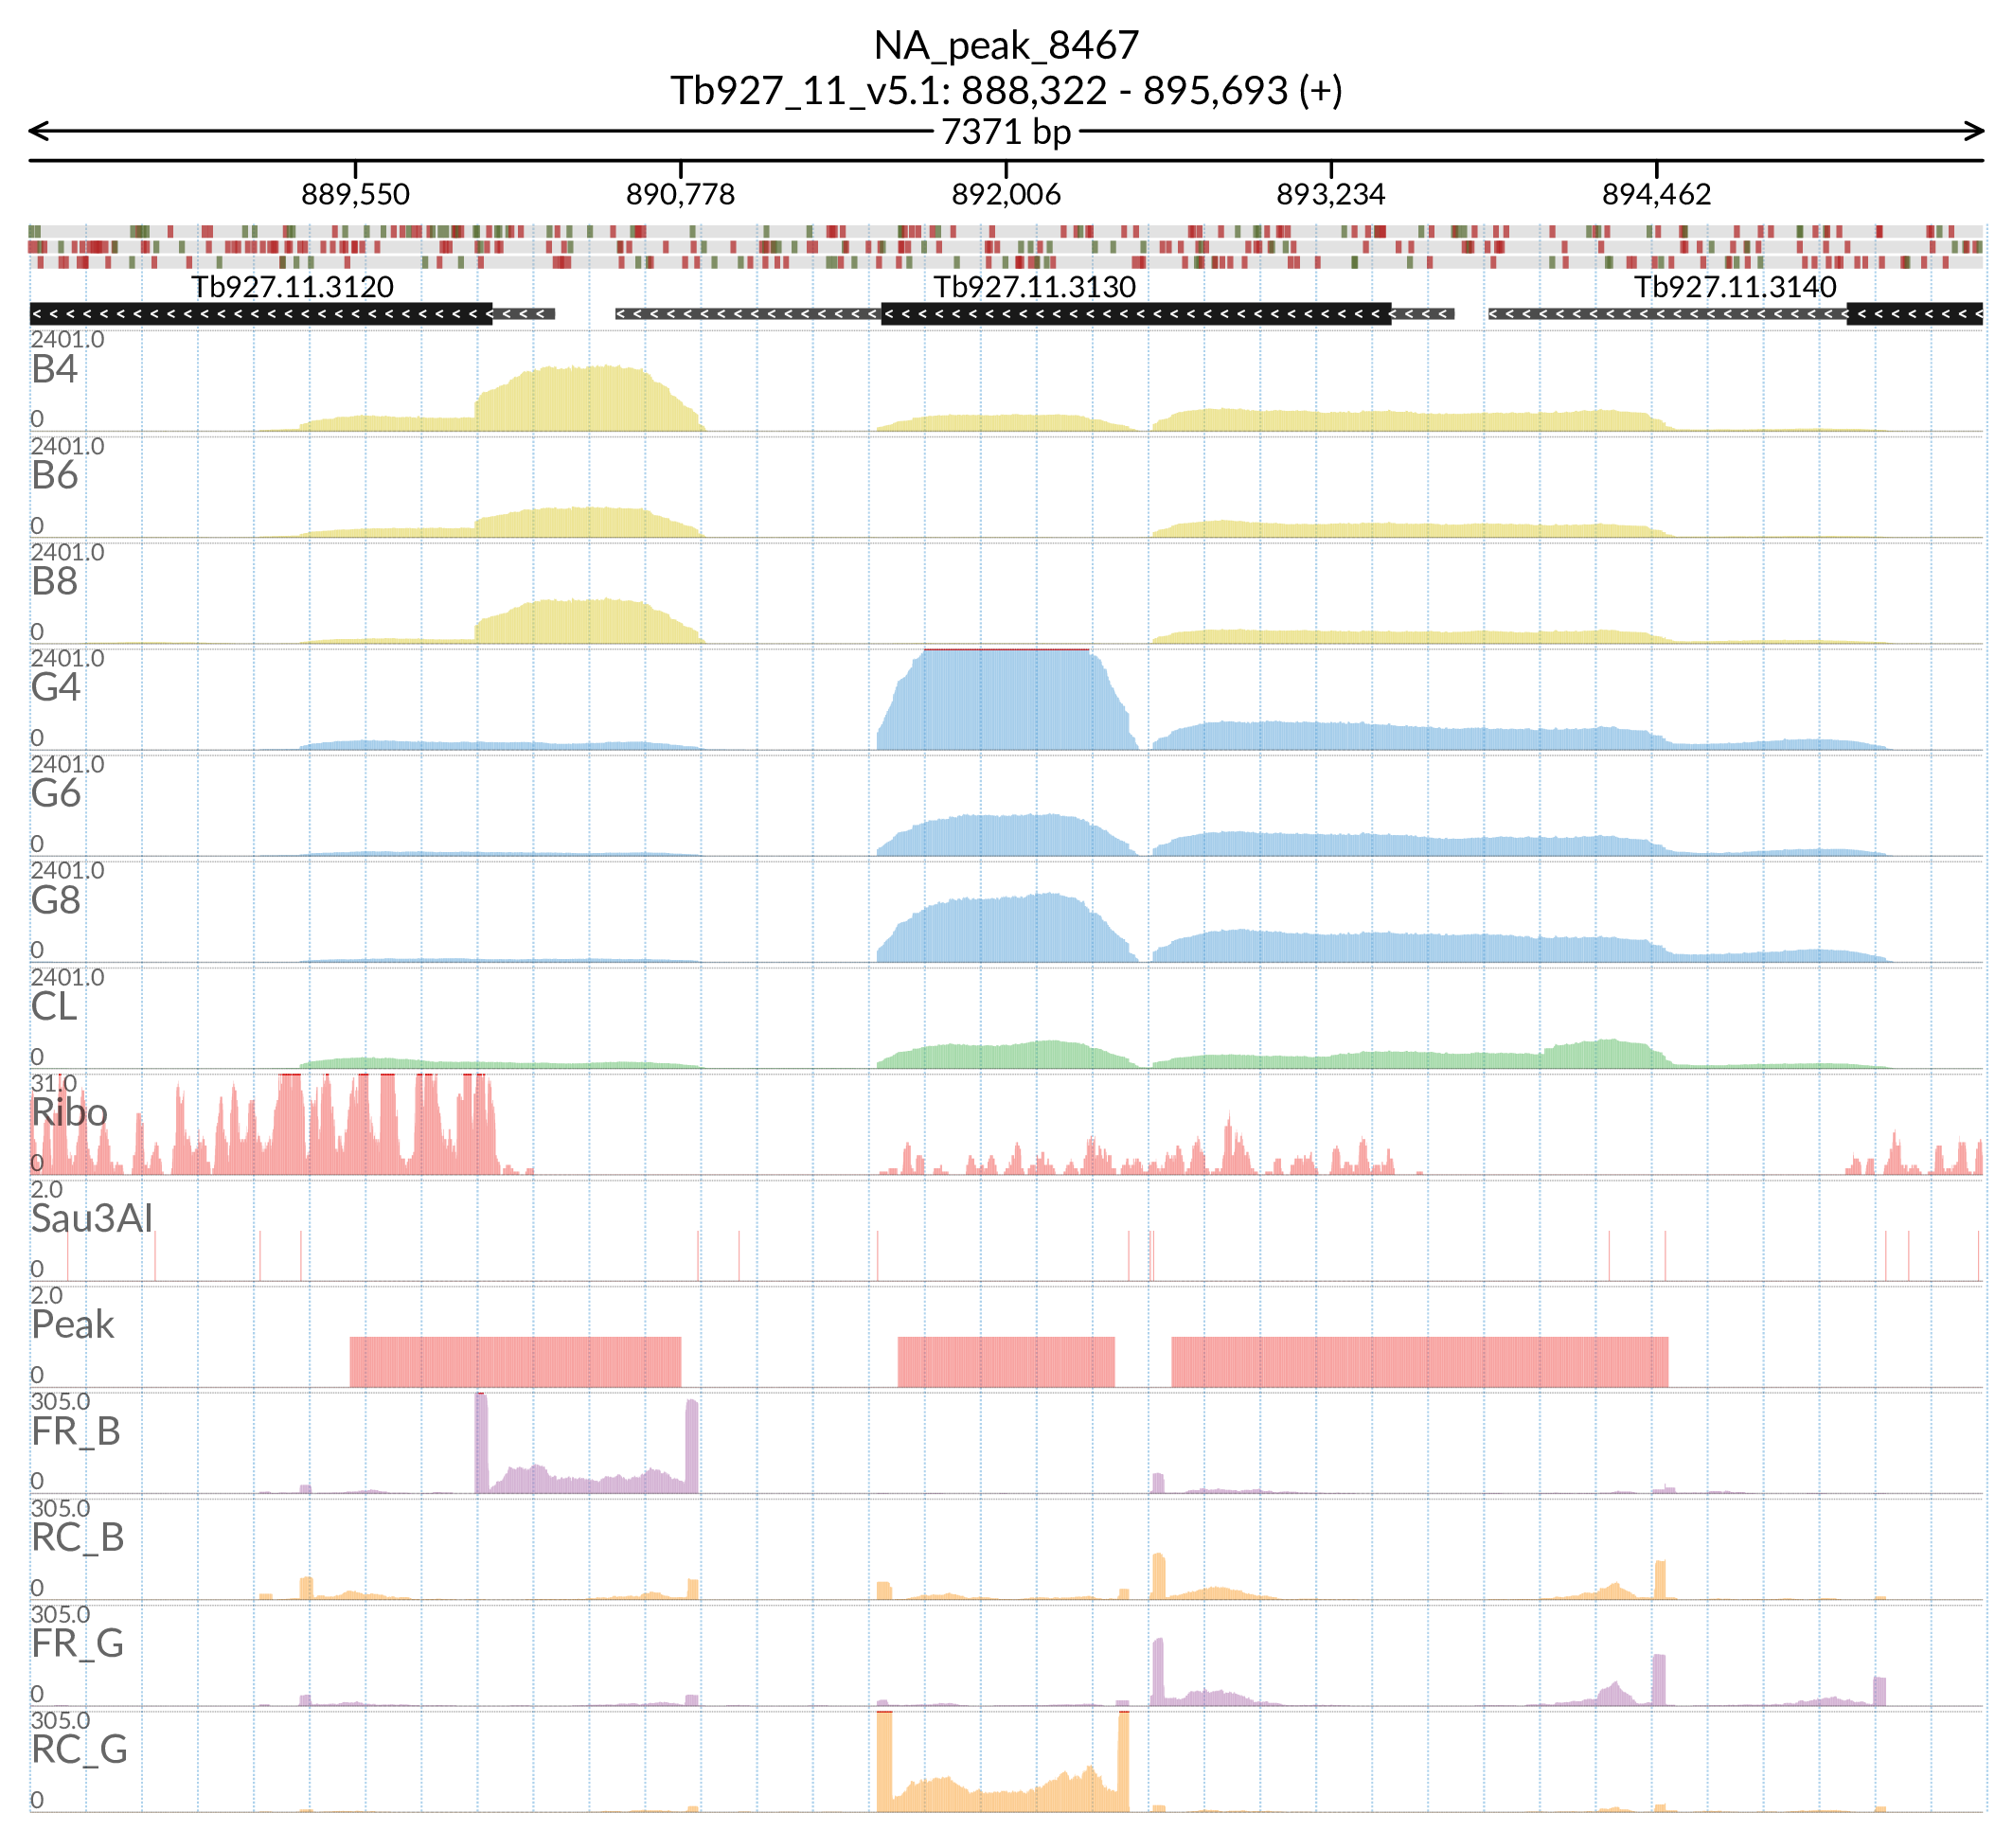 NA_peak_8467
Tb927_11_v5.1: 888,322 - 895,693 (+)
7371 bp
889,550 890,778 892,006 893,234 894,462
Tb927.11.3120 Tb927.11.3130 Tb927.11.3140
2401.0
B4
0
2401.0
B6
0
2401.0
B8
0
2401.0
G4
0
2401.0
G6
0
2401.0
G8
0
2401.0
CL
0
31.0
Ribo
0
2.0
Sau3AI
0
2.0
Peak
0
305.0
FR_B
0
305.0
RC_B
0
305.0
FR_G
0
305.0
RC_G
0